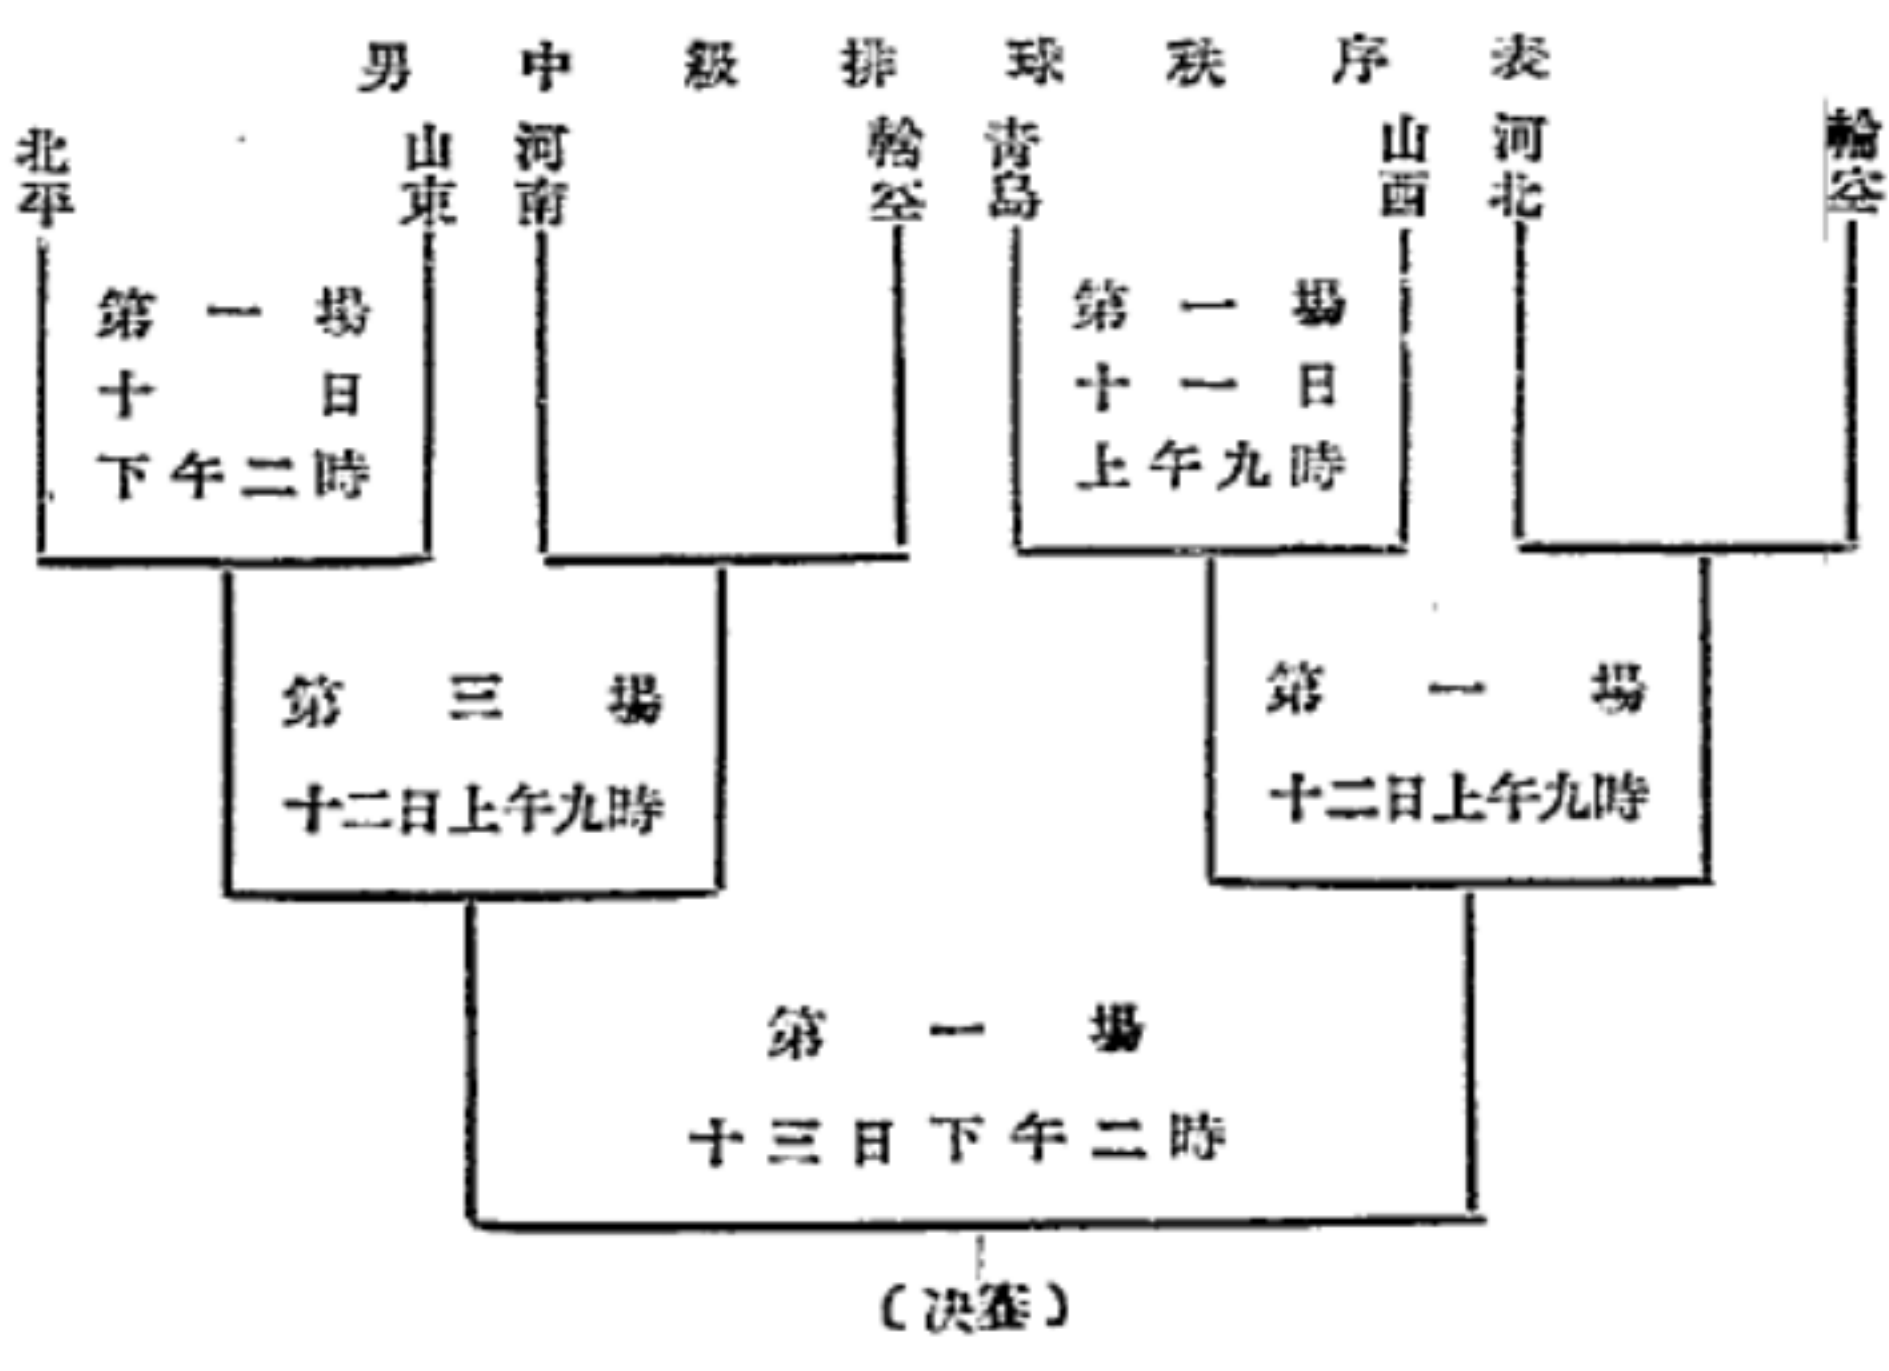 男中級排球秩序表
北平
山東
河南
輪空
青島
山西
河北
輪空
第一場
十日
下午二時
第一場
十一日
上午九時
第三場
十二日上午九時
第一場
十二日上午九時
第一場
十三日下午二時
(决賽)